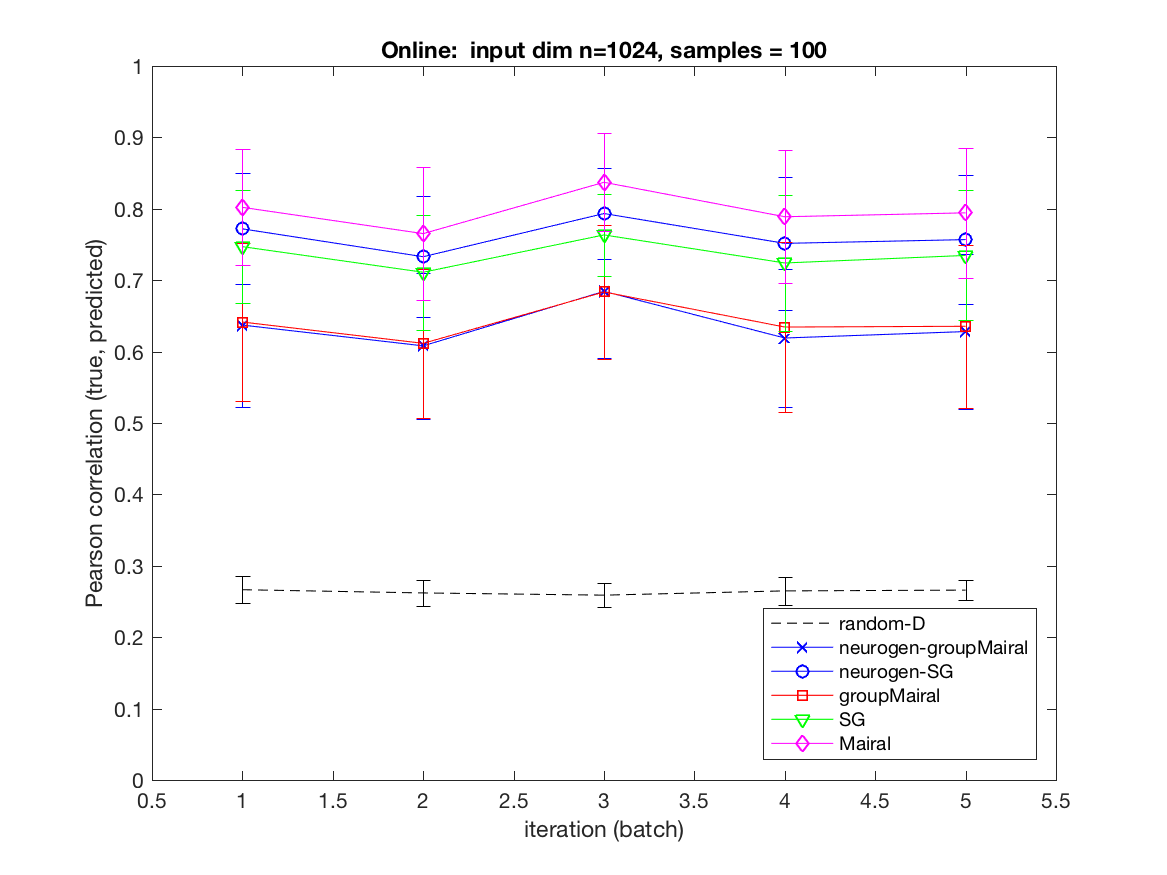 Online: input dim n=1024, samples = 100
Pearson correlation (true, predicted)
1
0.9
0.8
0.7
0.6
0.5
0.4
0.3
0.2
0.1
0
random-D
neurogen-groupMairal
neurogen-SG
groupMairal
SG
Mairal
0.5 1 1.5 2 2.5 3 3.5 4 4.5 5 5.5
iteration (batch)